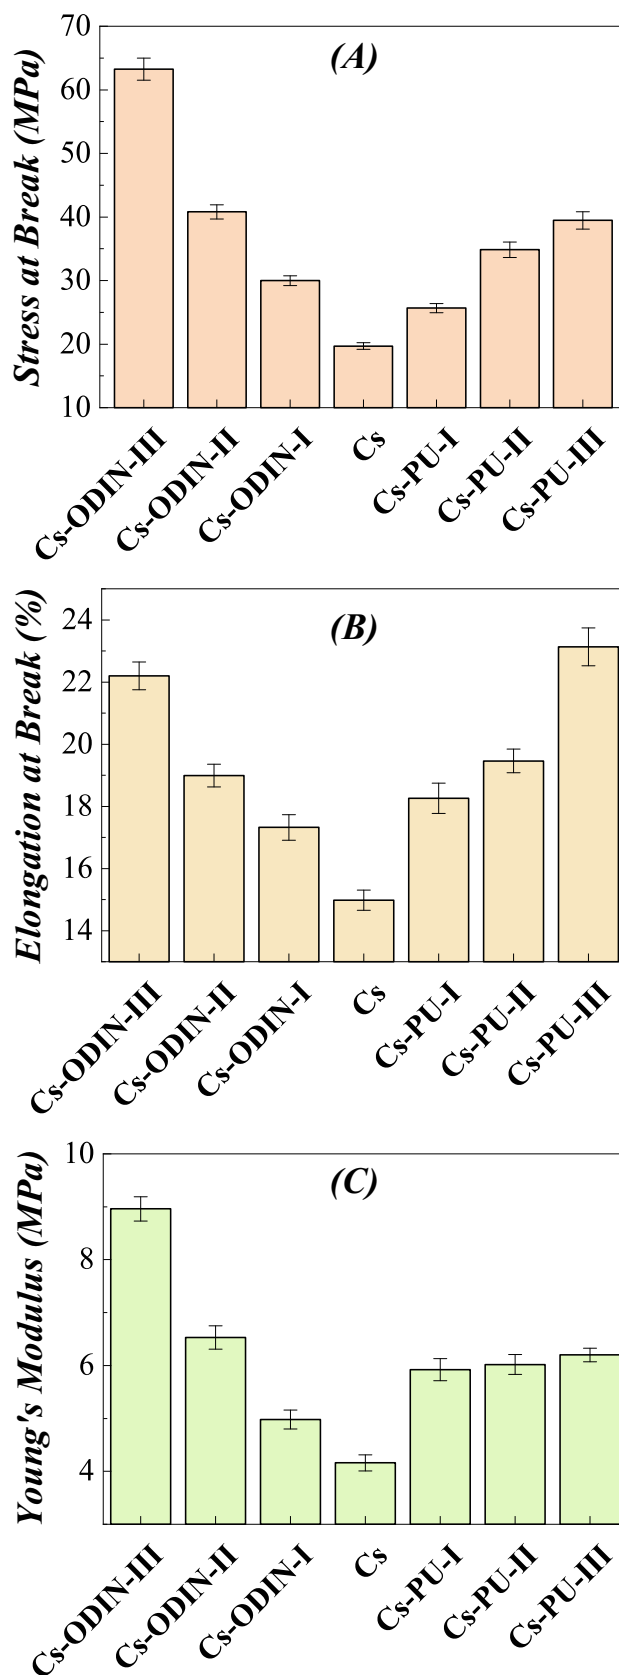 (A)
Stress at Break (MPa)
70
60
50
40
30
20
10
Cs-ODIN-III
Cs-ODIN-II
Cs-ODIN-I
Cs
Cs-PU-I
Cs-PU-II
Cs-PU-III
(B)
Elongation at Break (%)
24
22
20
18
16
14
Cs-ODIN-III
Cs-ODIN-II
Cs-ODIN-I
Cs
Cs-PU-I
Cs-PU-II
Cs-PU-III
(C)
Young's Modulus (MPa)
10
8
6
4
Cs-ODIN-III
Cs-ODIN-II
Cs-ODIN-I
Cs
Cs-PU-I
Cs-PU-II
Cs-PU-III